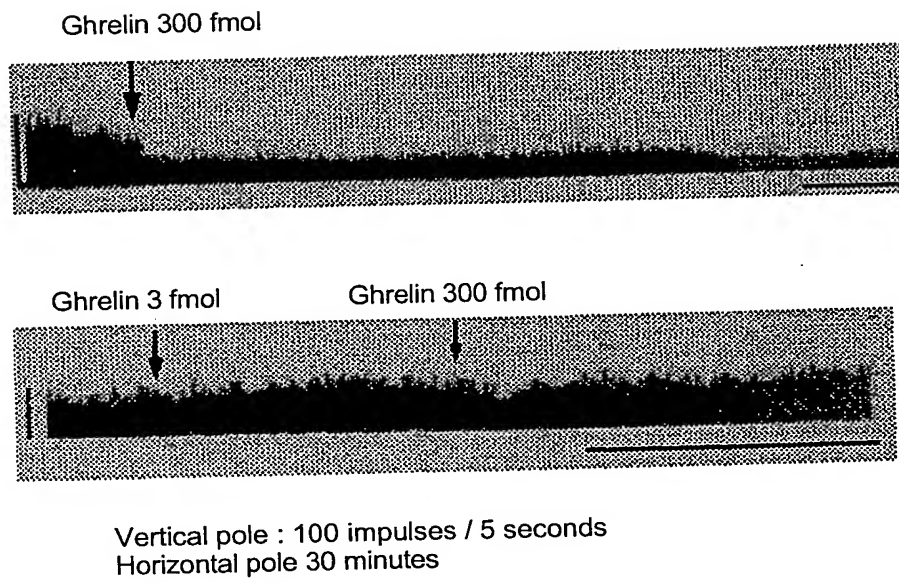 Ghrelin 300 fmol
Ghrelin 3 fmol
Ghrelin 300 fmol
Vertical pole : 100 impulses / 5 seconds
Horizontal pole 30 minutes